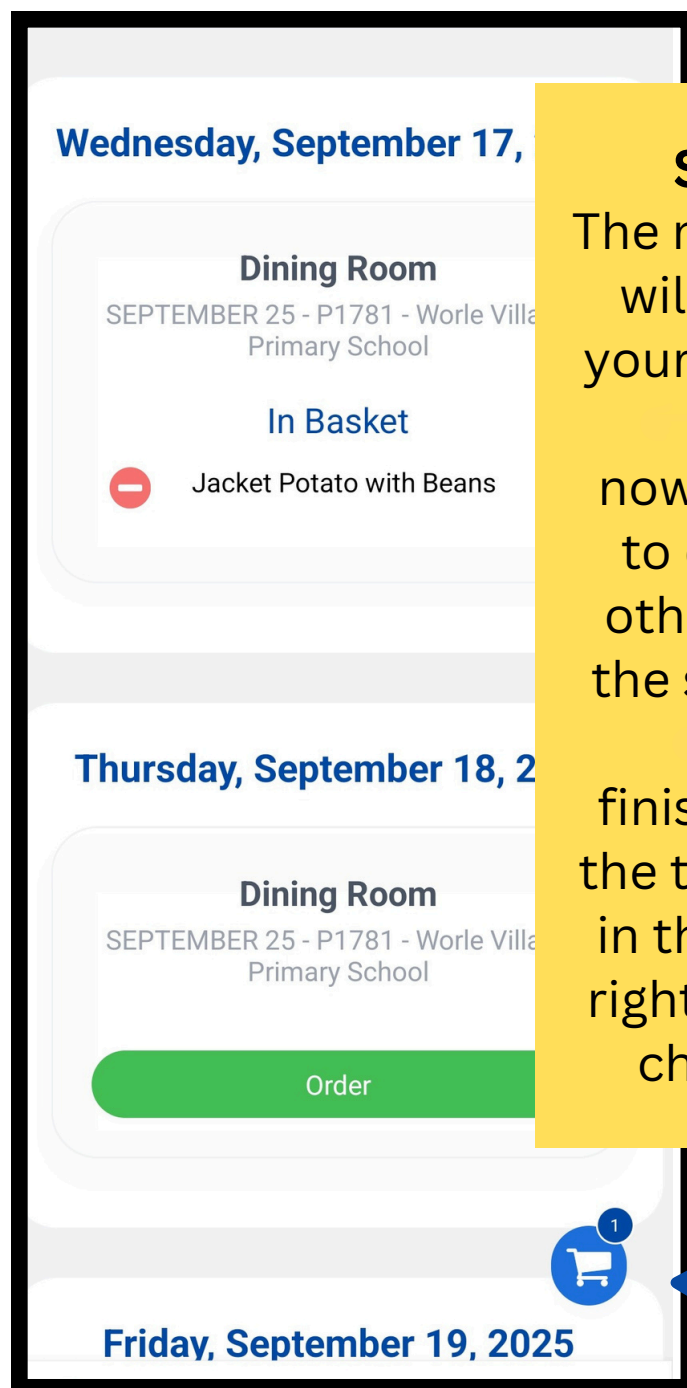 Wednesday, September 17,
Dining Room
SEPTEMBER 25 - P1781 - Worle Villa
Primary School
In Basket
Jacket Potato with Beans
Thursday, September 18, 2
Dining Room
SEPTEMBER 25 - P1781 - Worle Villa
Primary School
Order
1
Friday, September 19, 2025
S
The
wil
your
now
to
oth
the
finis
the t
in th
right
ch